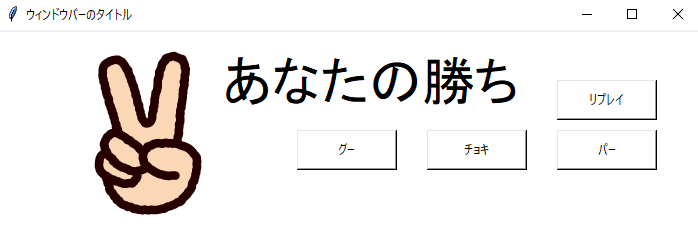 ウィンドウバーのタイトル
あなたの勝ち
リプレイ
グー
チョキ
パー